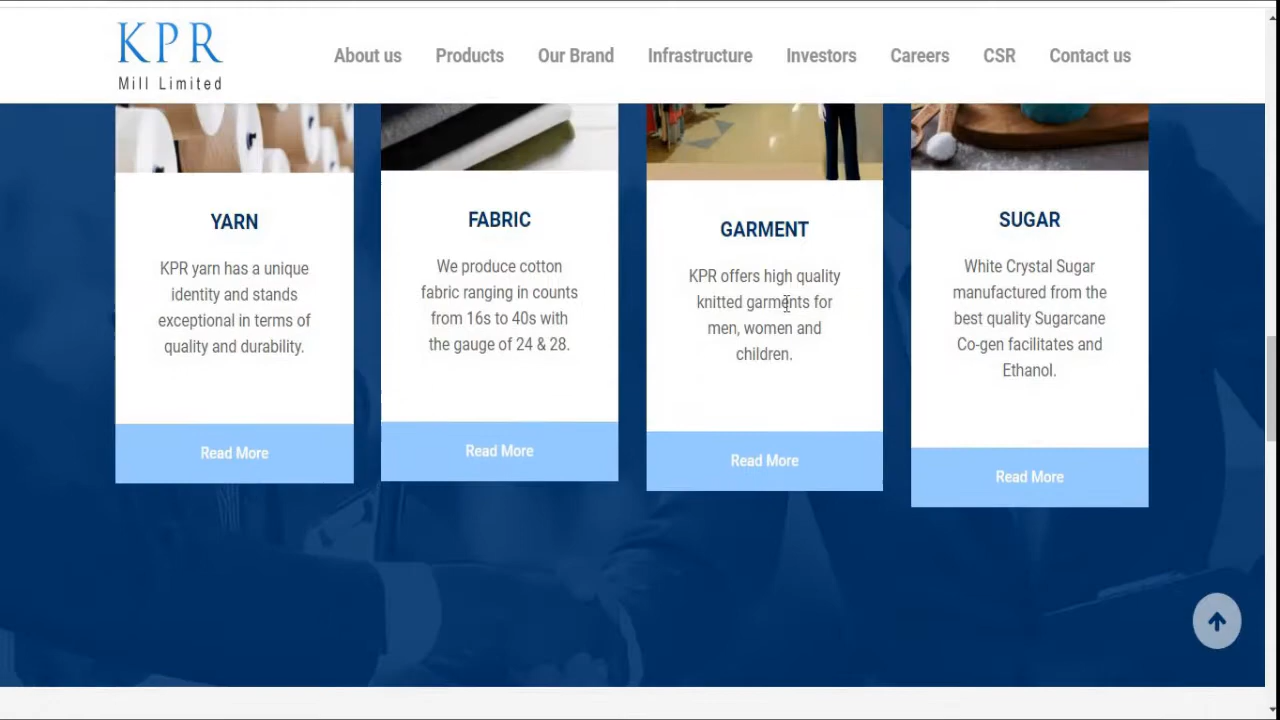 KPR
Mill Limited
About us Products Our Brand Infrastructure Investors Careers CSR Contact us
YARN
KPR yarn has a unique
identity and stands
exceptional in terms of
quality and durability.
Read More
FABRIC
We produce cotton
fabric ranging in counts
from 16s to 40s with
the gauge of 24 & 28.
Read More
GARMENT
KPR offers high quality
knitted garments for
men, women and
children.
Read More
SUGAR
White Crystal Sugar
manufactured from the
best quality Sugarcane
Co-gen facilitates and
Ethanol.
Read More